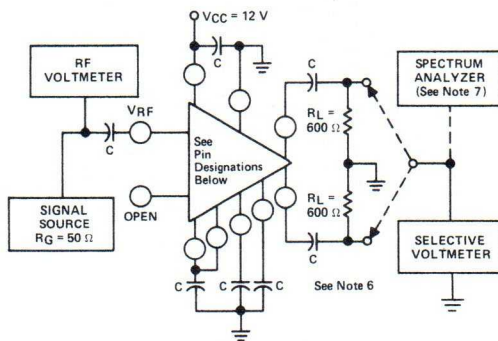 VCC = 12 V
C
RF
VOLTMETER
VRF
C
See
Pin
Designations
Below
OPEN
SIGNAL
SOURCE
RG = 50 Ω
C
RL =
600 Ω
RL =
600 Ω
C
C
C
C
See Note 6
SPECTRUM
ANALYZER
(See Note 7)
SELECTIVE
VOLTMETER